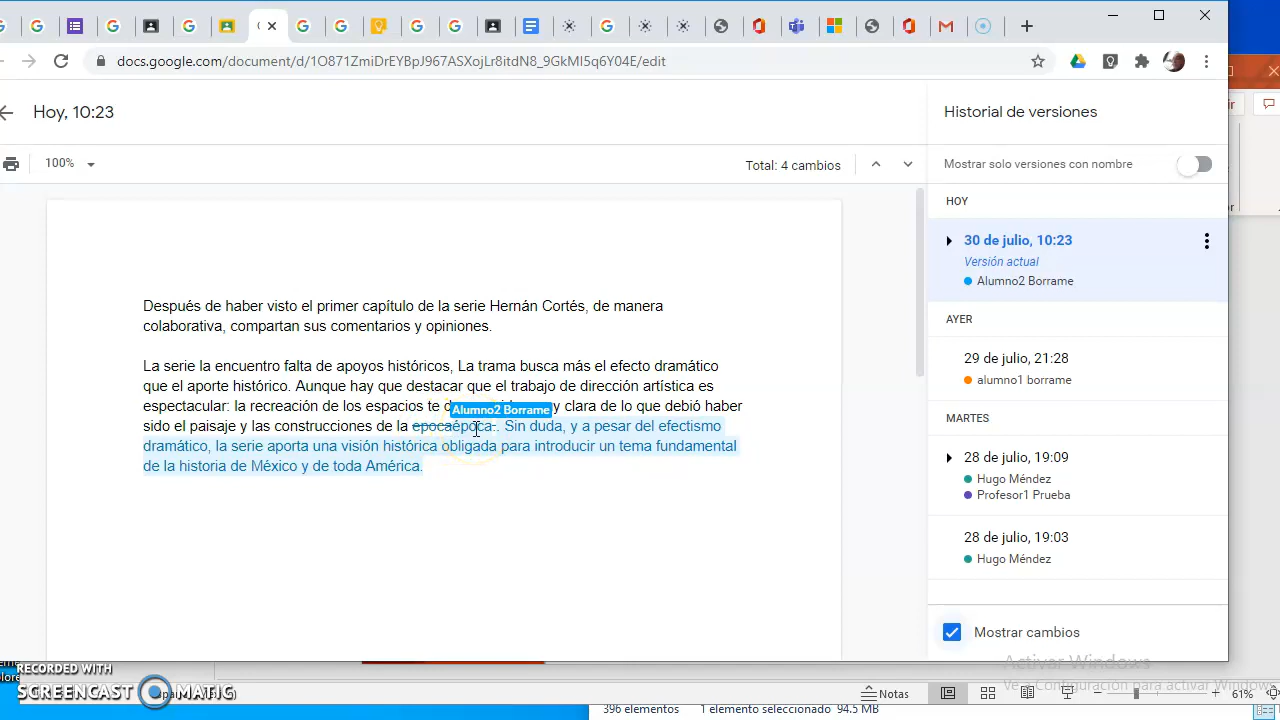 docs.google.com/document/d/1O871ZmnQcEYBpJ967ASXojLr8itdN8_9GkMI5q6Y04E/edit
Hoy, 10:23
Historial de versiones
100%
Total: 4 cambios
Mostrar solo versiones con nombre
HOY
30 de julio, 10:23
Versión actual
Alumno2 Borrame
AYER
29 de julio, 21:28
alumno1 borrame
MARTES
28 de julio, 19:09
Hugo Méndez
Profesor1 Prueba
28 de julio, 19:03
Hugo Méndez
Mostrar cambios
Después de haber visto el primer capítulo de la serie Hernán Cortés, de manera
colaborativa, compartan sus comentarios y opiniones.
La serie la encuentro falta de apoyos históricos, La trama busca más el efecto dramático
que el aporte histórico. Aunque hay que destacar que el trabajo de dirección artística es
espectacular: la recreación de los espacios te y clara de lo que debió haber
Alumno2 Borrame
sido el paisaje y las construcciones de la epocaépoca.. Sin duda, y a pesar del efectismo
dramático, la serie aporta una visión histórica obligada para introducir un tema fundamental
de la historia de México y de toda América.
Activar Windows
Ve a Configuración para activar Windows
RECORDED WITH
SCREENCAST MATIC
Notas
61%
396 elementos
1 elemento seleccionado 94.5 MB